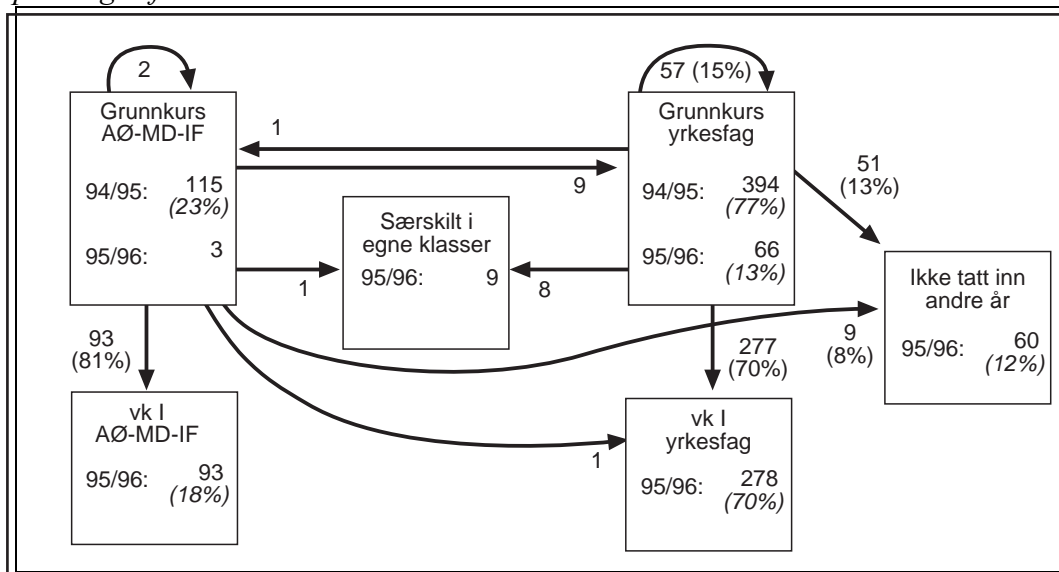 2
57 (15%)
Grunnkurs
AØ-MD-IF
94/95: 115
(23%)
95/96: 3
1
9
Grunnkurs
yrkesfag
94/95: 394
(77%)
95/96: 66
(13%)
51
(13%)
Særskilt i
egne klasser
95/96: 9
1
8
Ikke tatt inn
andre år
95/96: 60
(12%)
93
(81%)
277
(70%)
9
(8%)
vk I
AØ-MD-IF
95/96: 93
(18%)
1
vk I
yrkesfag
95/96: 278
(70%)